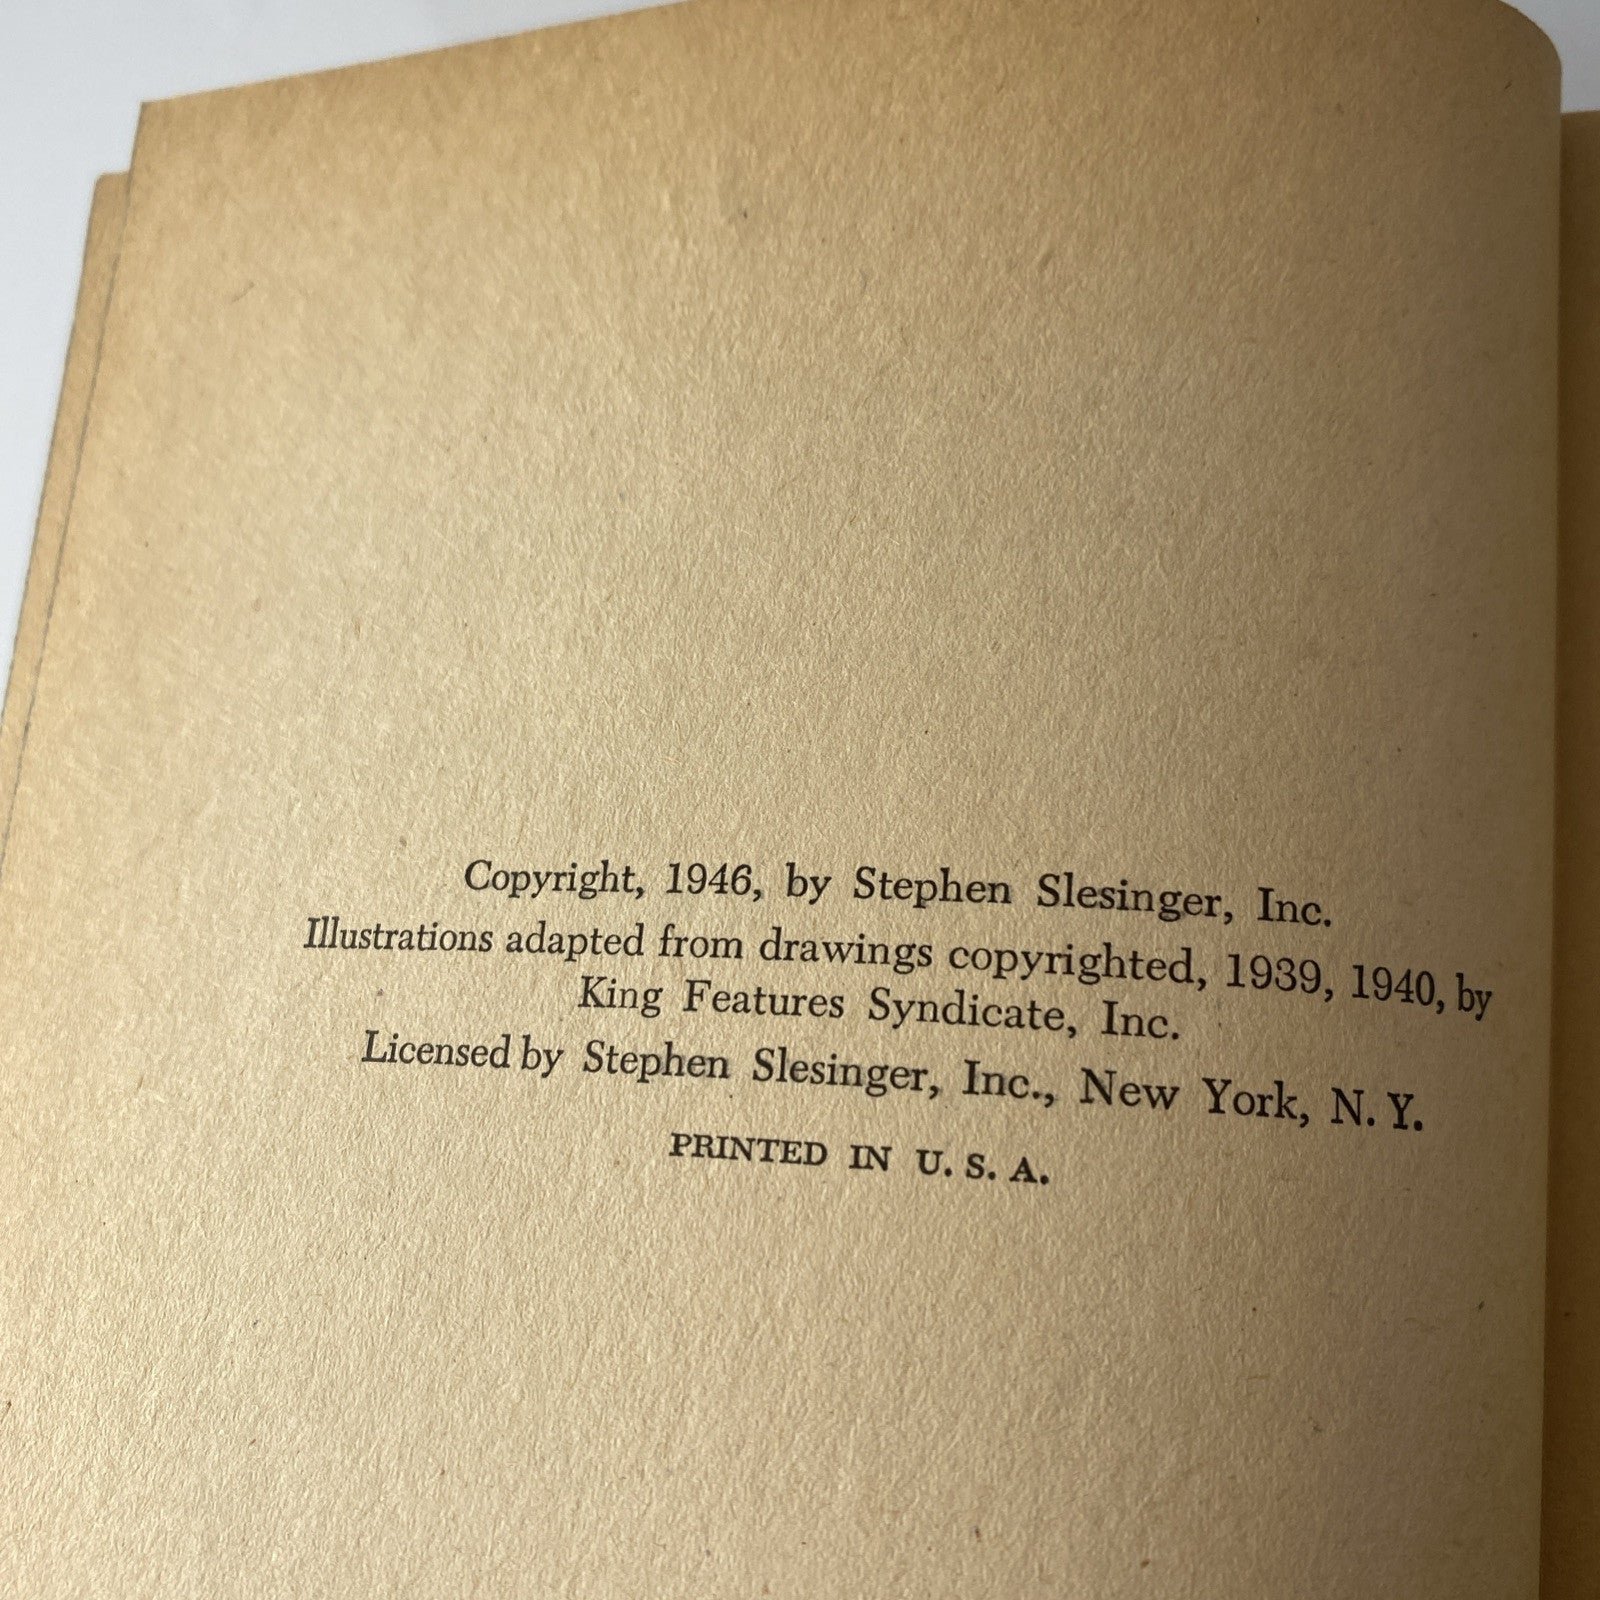 Copyright, 1946, by Stephen Slesinger, Inc.
Illustrations adapted from drawings copyrighted, 1939, 1940, by
King Features Syndicate, Inc.
Licensed by Stephen Slesinger, Inc., New York, N. Y.
PRINTED IN U. S. A.